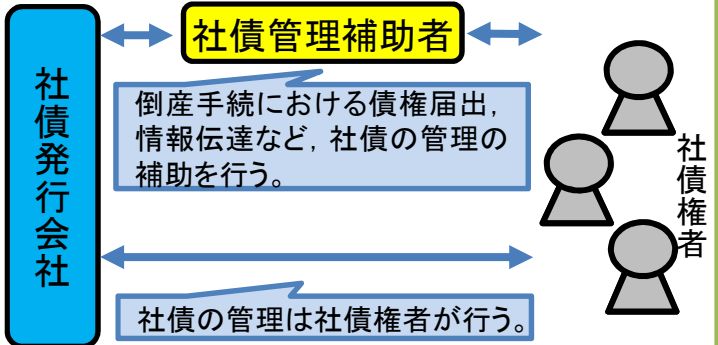 社債管理補助者
社債発行会社
倒産手続における債権届出，
情報伝達など，社債の管理の
補助を行う。
社債権者
社債の管理は社債権者が行う。